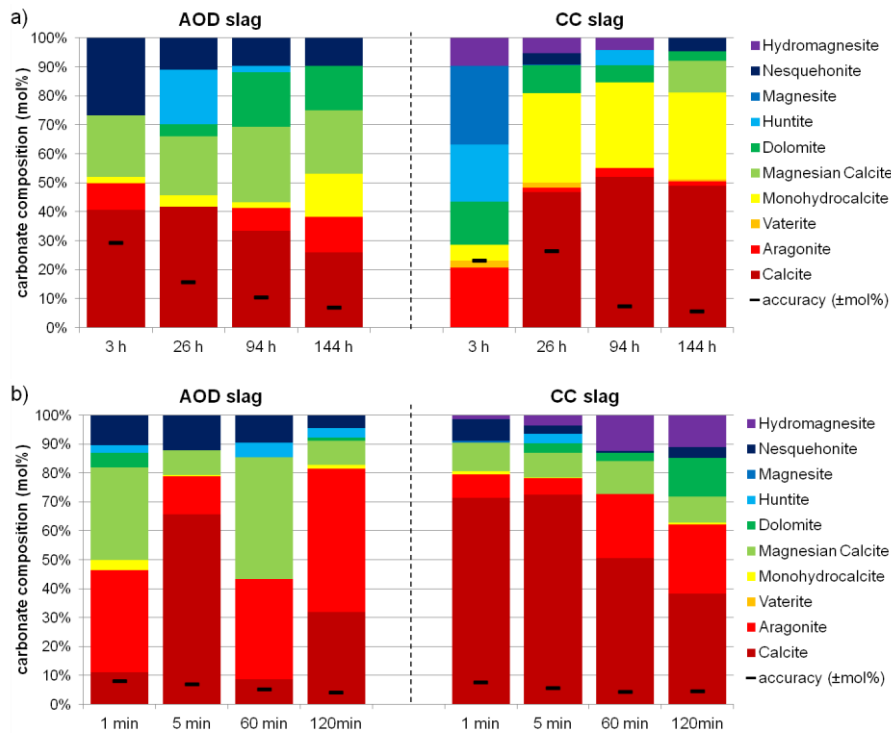 a)
AOD slag
CC slag
carbonate composition (mol%)
100%
90%
80%
70%
60%
50%
40%
30%
20%
10%
0%
3 h
26 h
94 h
144 h
3 h
26 h
94 h
144 h
Hydromagnesite
Nesquehonite
Magnesite
Huntite
Dolomite
Magnesian Calcite
Monohydrocalcite
Vaterite
Aragonite
Calcite
accuracy (±mol%)
b)
AOD slag
CC slag
carbonate composition (mol%)
100%
90%
80%
70%
60%
50%
40%
30%
20%
10%
0%
1 min
5 min
60 min
120min
1 min
5 min
60 min
120min
Hydromagnesite
Nesquehonite
Magnesite
Huntite
Dolomite
Magnesian Calcite
Monohydrocalcite
Vaterite
Aragonite
Calcite
accuracy (±mol%)